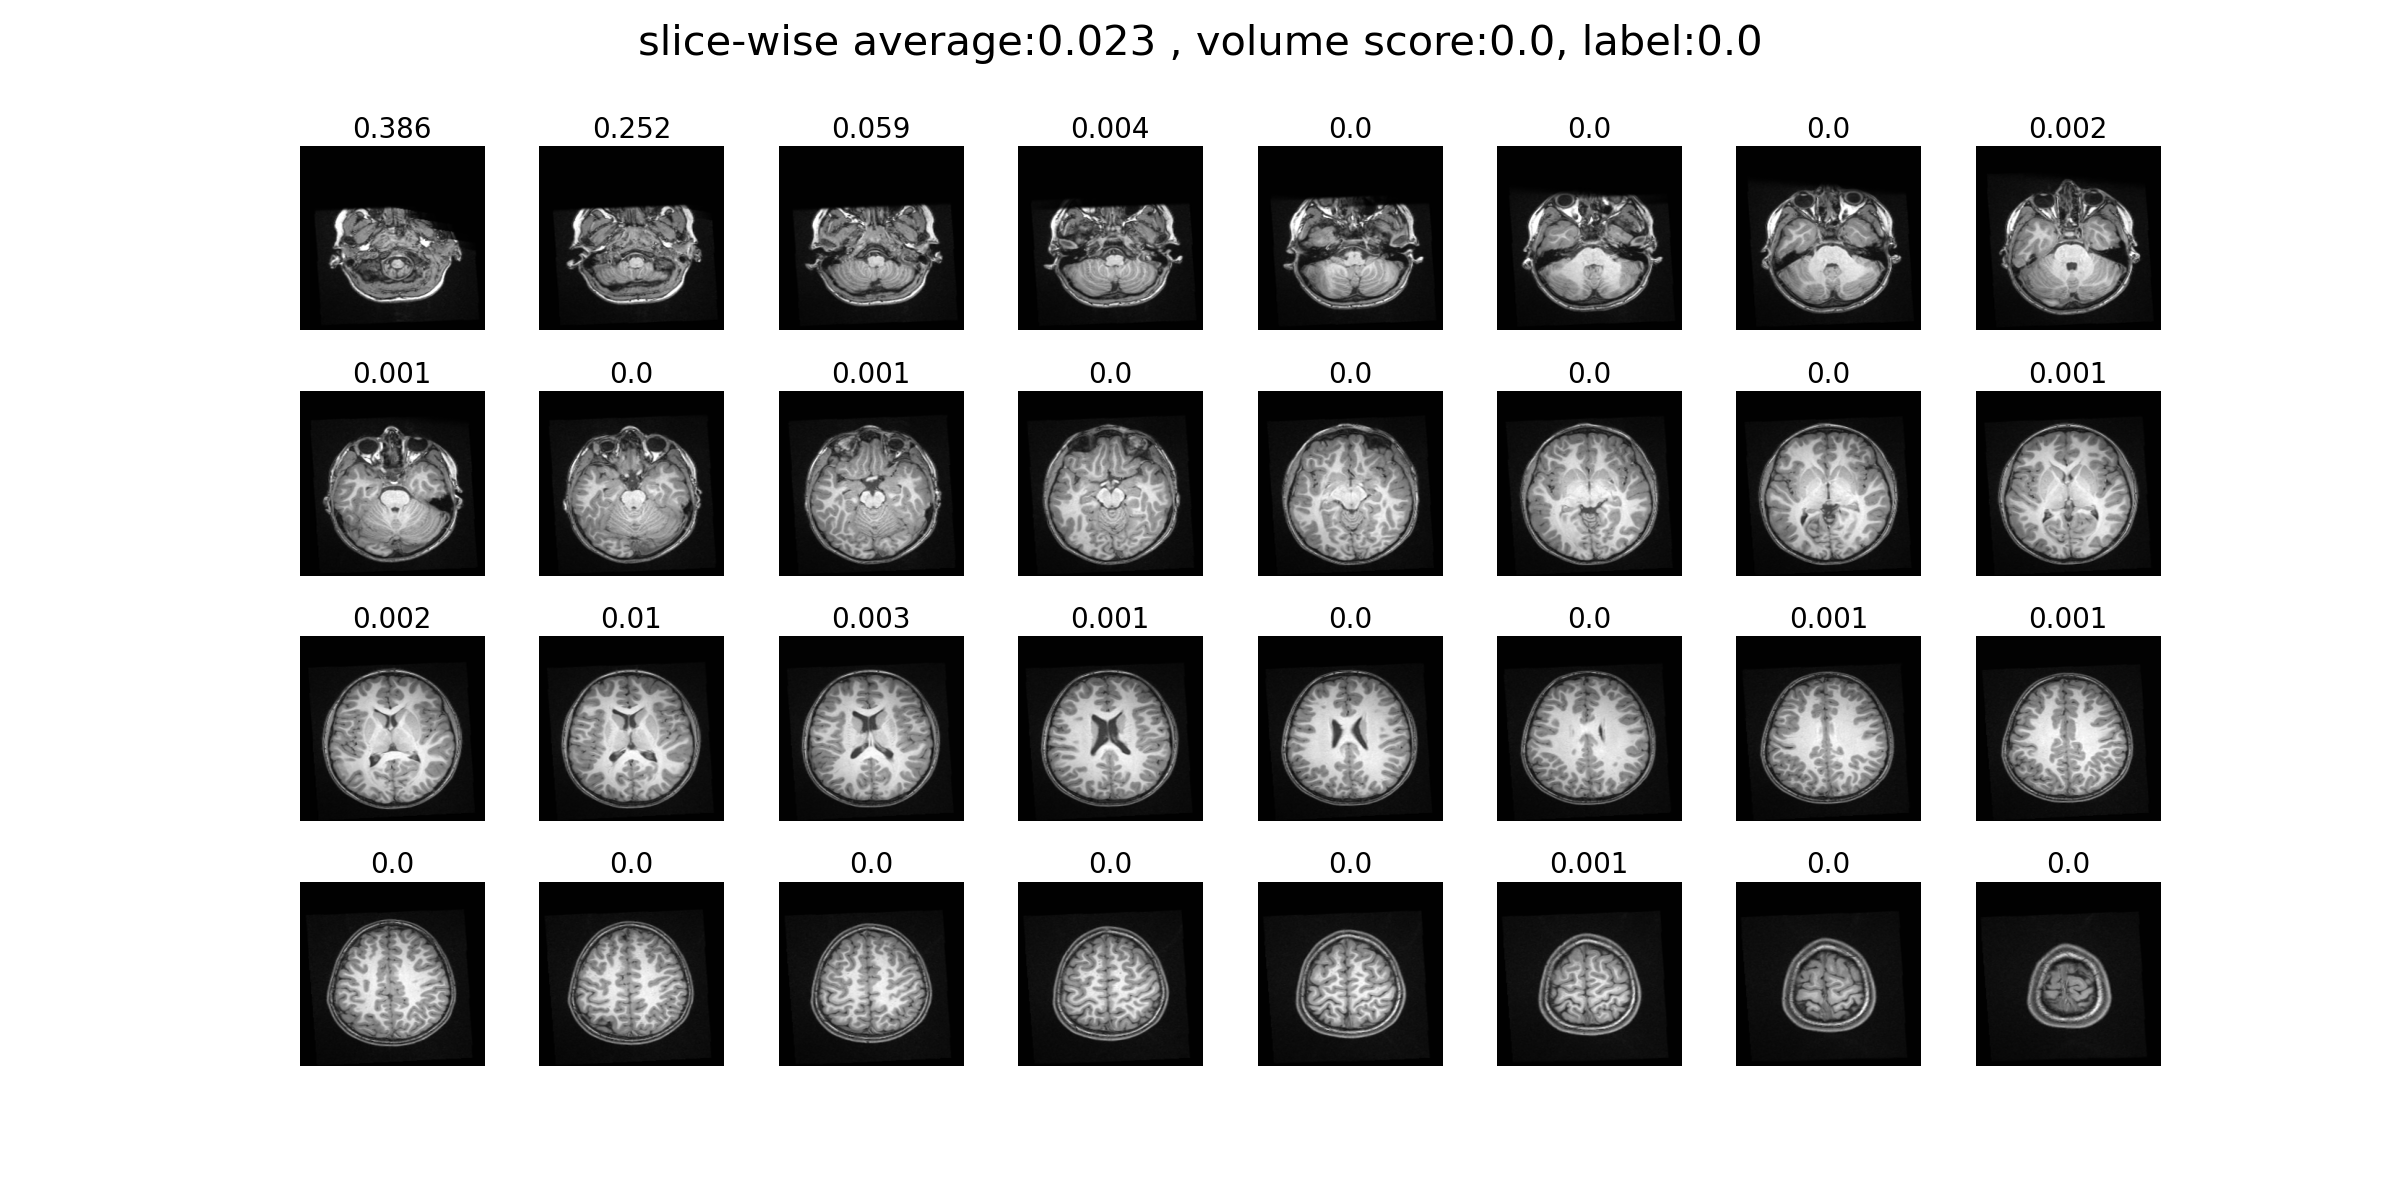 slice-wise average:0.023 , volume score:0.0, label:0.0
0.386 0.252 0.059 0.004 0.0 0.0 0.0 0.002
0.001 0.0 0.001 0.0 0.0 0.0 0.0 0.001
0.002 0.01 0.003 0.001 0.0 0.0 0.001 0.001
0.0 0.0 0.0 0.0 0.0 0.001 0.0 0.0